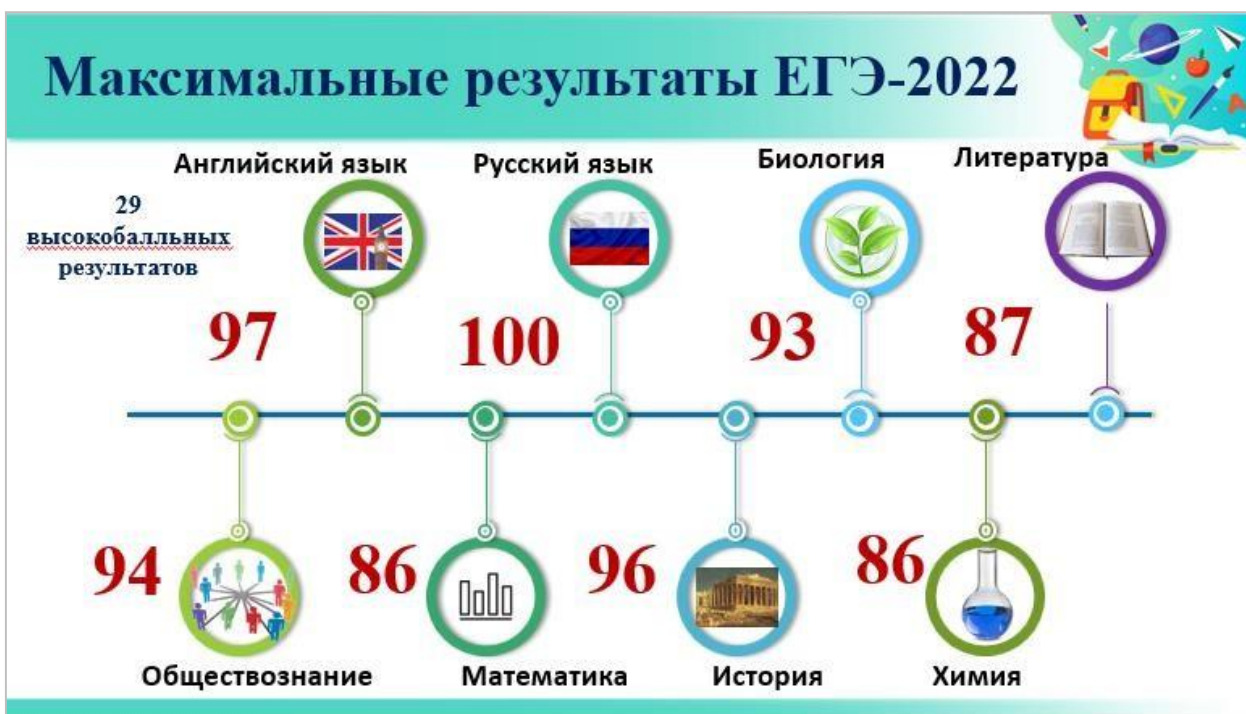 Максимальные результаты ЕГЭ-2022
Английский язык
Русский язык
Биология
Литература
29
высокобалльных
результатов
97
100
93
87
94
86
96
86
Обществознание
Математика
История
Химия